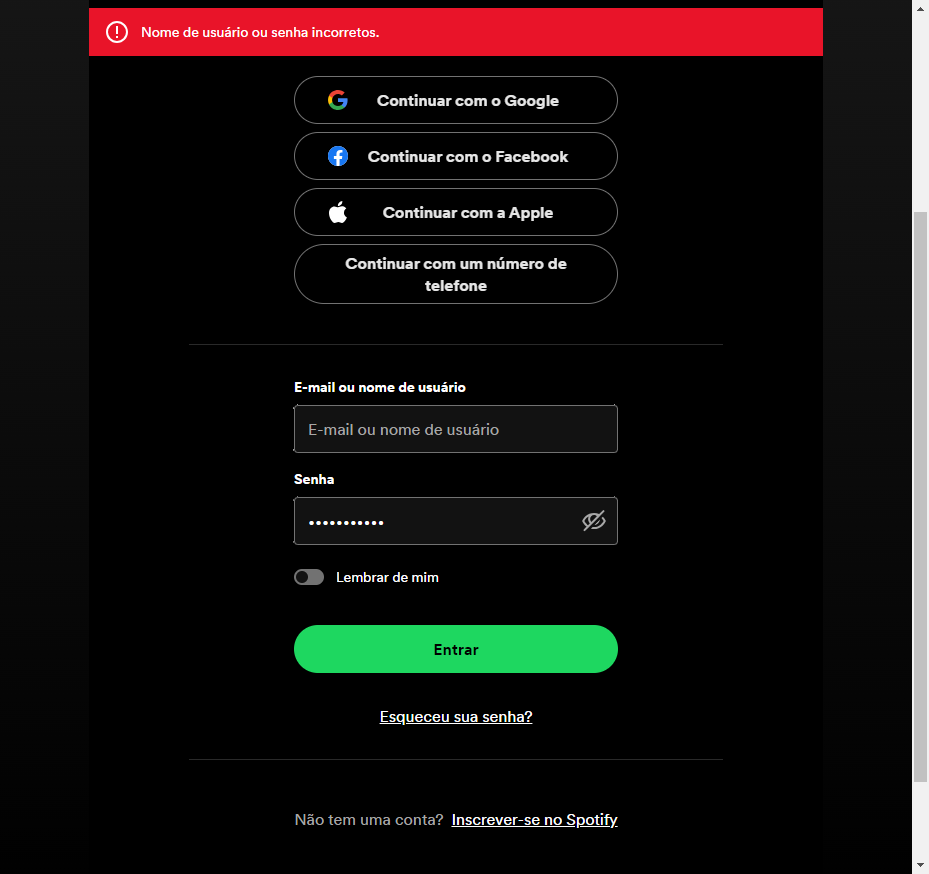 Nome de usuário ou senha incorretos.
Continuar com o Google
Continuar com o Facebook
Continuar com a Apple
Continuar com um número de
telefone
E-mail ou nome de usuário
E-mail ou nome de usuário
Senha
•••••••••••
Lembrar de mim
Entrar
Esqueceu sua senha?
Não tem uma conta? Inscrever-se no Spotify